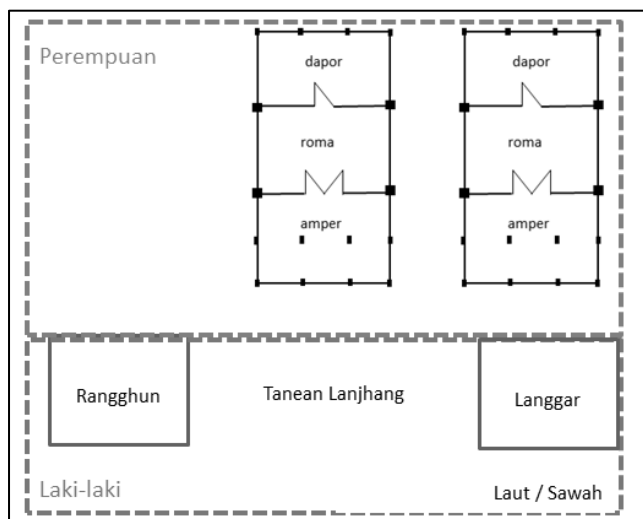 Perempuan
dapor
dapor
roma
roma
amper
amper
Rangghun
Tanean Lanjhang
Langgar
Laki-laki
Laut / Sawah